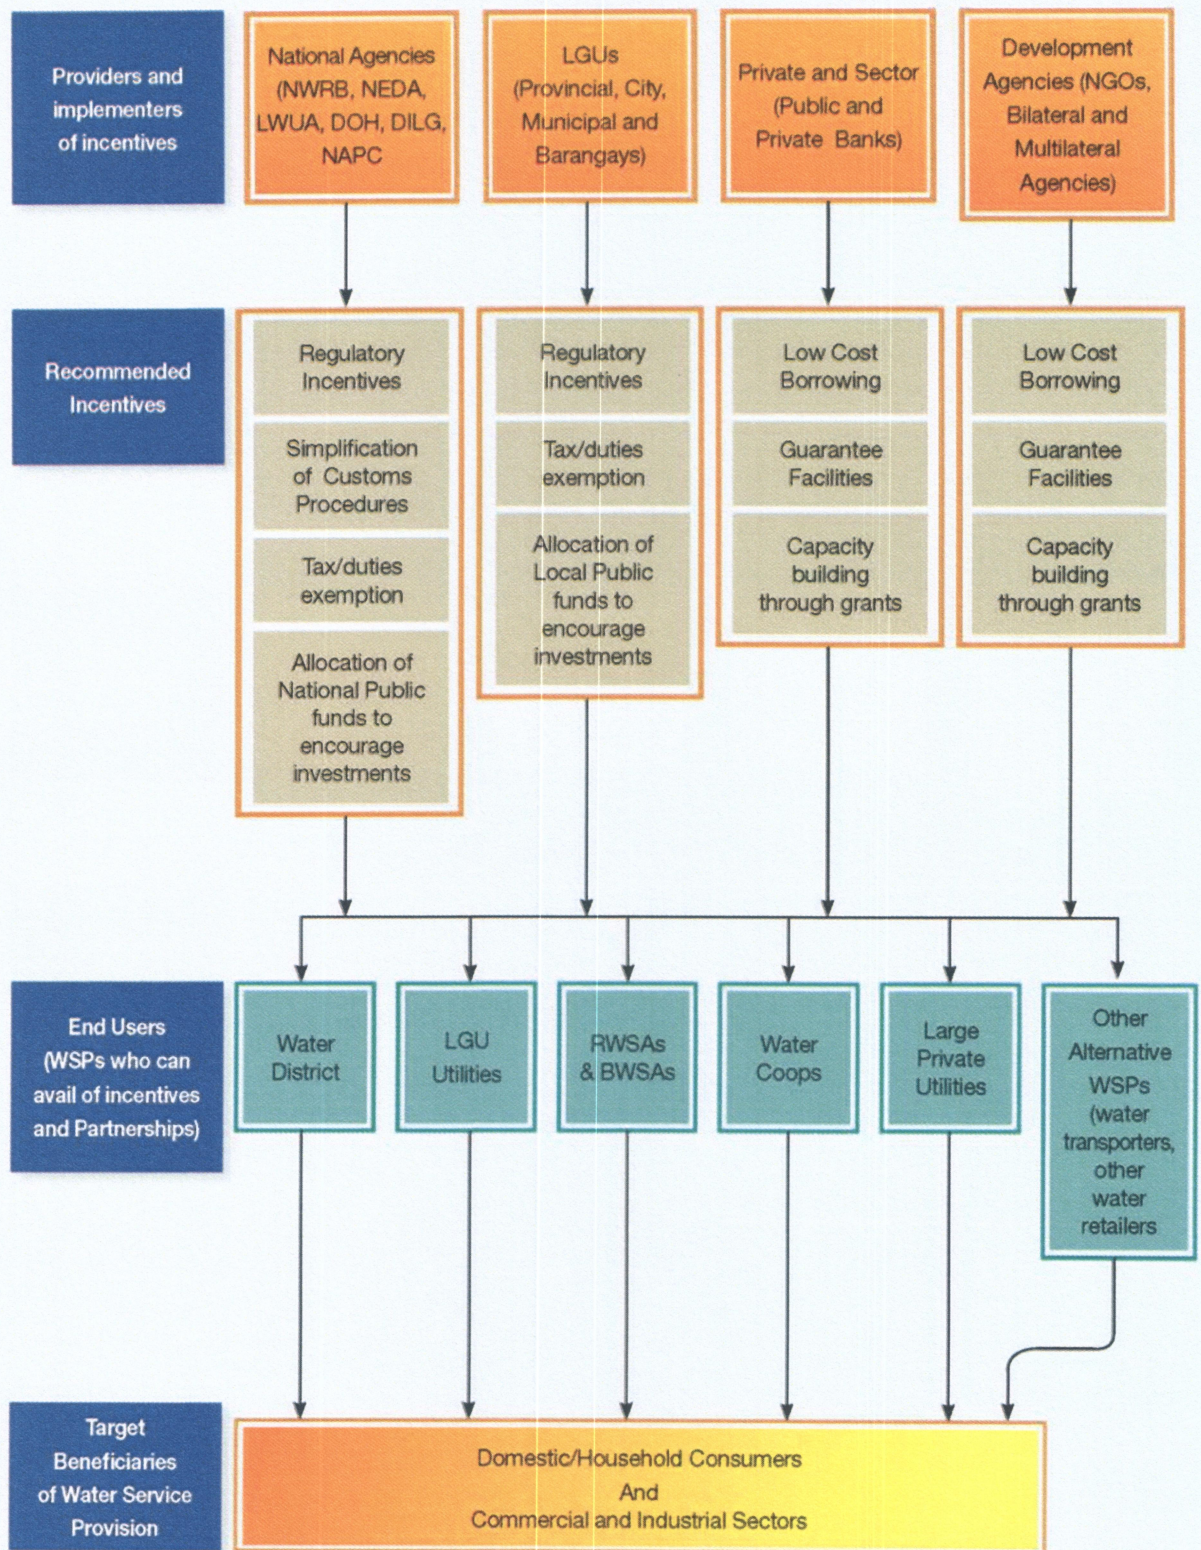 Providers and
implementers
of incentives
National Agencies
(NWRB, NEDA,
LWUA, DOH, DILG,
NAPC
LGUs
(Provincial, City,
Municipal and
Barangays)
Private and Sector
(Public and
Private Banks)
Development
Agencies (NGOs,
Bilateral and
Multilateral
Agencies)
Recommended
Incentives
Regulatory
Incentives
Simplification
of Customs
Procedures
Tax/duties
exemption
Allocation of
National Public
funds to
encourage
investments
Regulatory
Incentives
Tax/duties
exemption
Allocation of
Local Public
funds to
encourage
investments
Low Cost
Borrowing
Guarantee
Facilities
Capacity
building
through grants
Low Cost
Borrowing
Guarantee
Facilities
Capacity
building
through grants
End Users
(WSPs who can
avail of incentives
and Partnerships)
Water
District
LGU
Utilities
RWSAs
& BWSAs
Water
Coops
Large
Private
Utilities
Other
Alternative
WSPs
(water
transporters,
other
water
retailers
Target
Beneficiaries
of Water Service
Provision
Domestic/Household Consumers
And
Commercial and Industrial Sectors